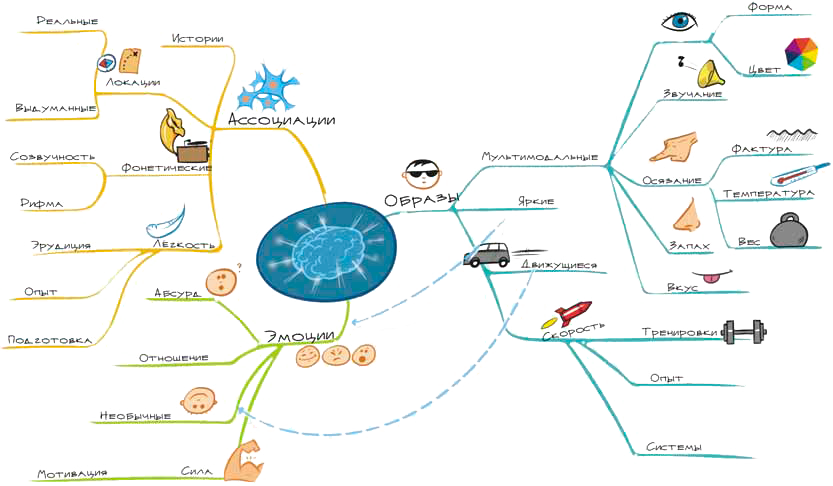 Реальные
Истории
Локации
Выдуманные
Ассоциации
Созвучность
Фонетические
Рифма
Эрудиция
Лёгкость
Опыт
Подготовка
Абсурд
?
Эмоции
Отношение
Необычные
Мотивация
Сила
Образы
Мультимодальные
Форма
Цвет
Звучание
Фактура
Осязание
Температура
Вес
Запах
Вкус
Яркие
Движущиеся
Скорость
Тренировки
Опыт
Системы